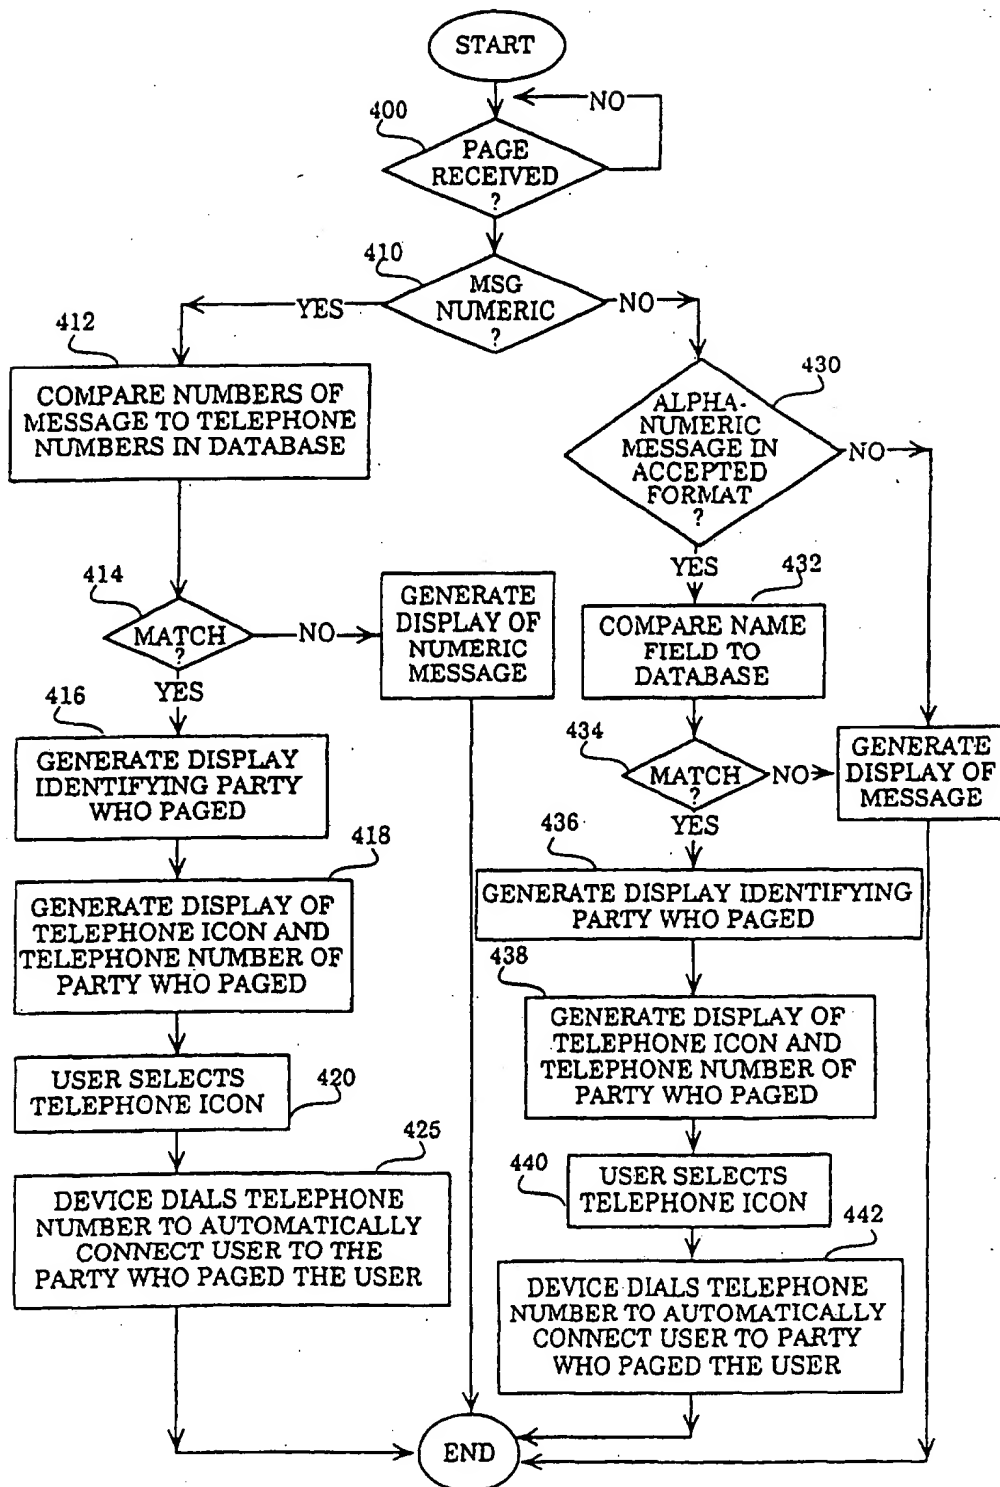 START
NO
400
PAGE
RECEIVED
?
410
MSG
NUMERIC
?
YES
NO
412
COMPARE NUMBERS OF
MESSAGE TO TELEPHONE
NUMBERS IN DATABASE
430
ALPHA-
NUMERIC
MESSAGE IN
ACCEPTED
FORMAT
?
NO
YES
414
MATCH
?
NO
YES
GENERATE
DISPLAY OF
NUMERIC
MESSAGE
432
COMPARE NAME
FIELD TO
DATABASE
416
GENERATE DISPLAY
IDENTIFYING PARTY
WHO PAGED
434
MATCH
?
NO
YES
GENERATE
DISPLAY OF
MESSAGE
418
GENERATE DISPLAY OF
TELEPHONE ICON AND
TELEPHONE NUMBER OF
PARTY WHO PAGED
436
GENERATE DISPLAY IDENTIFYING
PARTY WHO PAGED
438
GENERATE DISPLAY OF
TELEPHONE ICON AND
TELEPHONE NUMBER OF
PARTY WHO PAGED
USER SELECTS
TELEPHONE ICON
420
425
DEVICE DIALS TELEPHONE
NUMBER TO AUTOMATICALLY
CONNECT USER TO THE
PARTY WHO PAGED THE USER
440
USER SELECTS
TELEPHONE ICON
442
DEVICE DIALS TELEPHONE
NUMBER TO AUTOMATICALLY
CONNECT USER TO PARTY
WHO PAGED THE USER
END